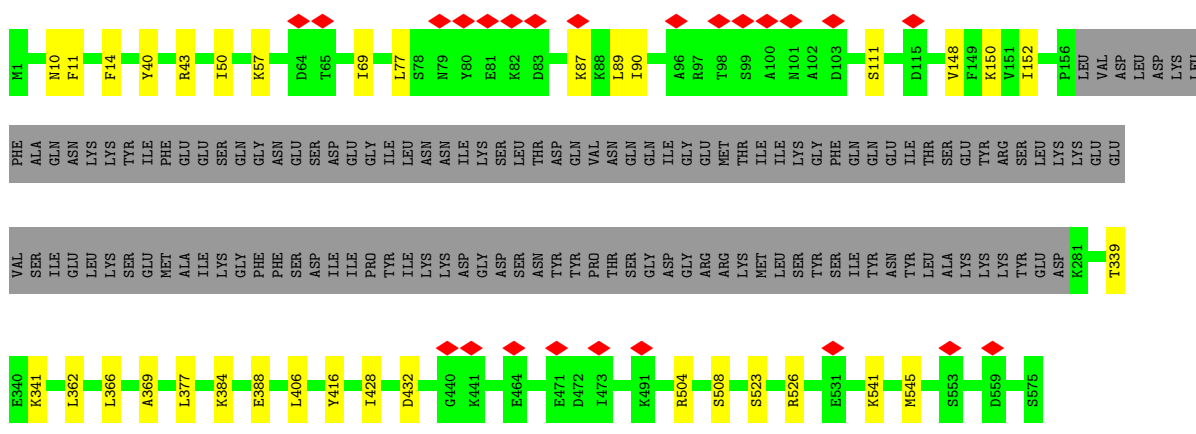 M1 N10 F11 F14 Y40 R43 I50 K57 D64 T65 I69 L77 S78 N79 Y80 E81 K82 D83 K87 K88 L89 I90 A96 R97 T98 S99 A100 N101 A102 D103 S111 D115 V148 F149 K150 V151 I152 P156 LEU VAL ASP LEU ASP LYS LEU
PHE ALA GLN ASN LYS LYS TYR ILE PHE GLU GLU SER GLN GLY ASN GLU SER ASP GLU GLY ILE LEU ASN ASN ILE LYS SER LEU THR ASP GLN VAL ASN GLN GLN ILE GLY GLU MET THR ILE ILE LYS GLY PHE GLN GLN GLU ILE THR SER GLU TYR ARG SER LEU LYS LYS GLU GLU
VAL SER ILE GLU LEU LYS SER GLU MET ALA ILE LYS GLY PHE PHE SER ASP ILE ILE PRO TYR ILE LYS LYS ASP GLY ASP SER ASN TYR TYR PRO THR SER GLY ASP GLY ARG ARG LYS MET LEU SER TYR SER ILE TYR ASN TYR LEU ALA LYS LYS LYS TYR GLU ASP K281 T339
E340 K341 L362 L366 A369 L377 K384 E388 L406 Y416 I428 D432 G440 K441 E464 E471 D472 I473 K491 R504 S508 S523 R526 E531 K541 M545 S553 D559 S575